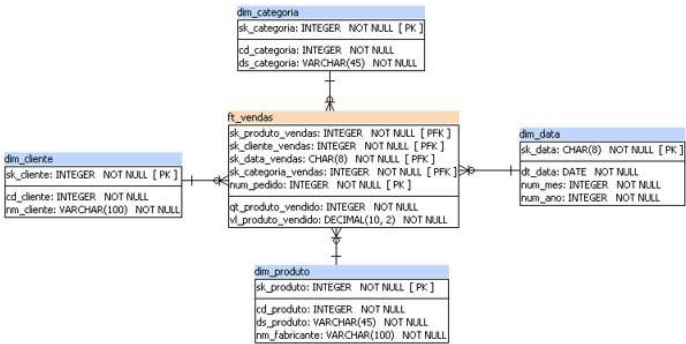 dim_categoria
sk_categoria: INTEGER NOT NULL [ PK ]
cd_categoria: INTEGER NOT NULL
ds_categoria: VARCHAR(45) NOT NULL
ft_vendas
sk_produto_vendas: INTEGER NOT NULL [ PFK ]
sk_cliente_vendas: INTEGER NOT NULL [ PFK ]
sk_data_vendas: CHAR(8) NOT NULL [ PFK ]
sk_categoria_vendas: INTEGER NOT NULL [ PFK ]
num_pedido: INTEGER NOT NULL [ PK ]
qt_produto_vendido: INTEGER NOT NULL
vl_produto_vendido: DECIMAL(10, 2) NOT NULL
dim_cliente
sk_cliente: INTEGER NOT NULL [ PK ]
cd_cliente: INTEGER NOT NULL
nm_cliente: VARCHAR(100) NOT NULL
dim_data
sk_data: CHAR(8) NOT NULL [ PK ]
dt_data: DATE NOT NULL
num_mes: INTEGER NOT NULL
num_ano: INTEGER NOT NULL
dim_produto
sk_produto: INTEGER NOT NULL [ PK ]
cd_produto: INTEGER NOT NULL
ds_produto: VARCHAR(45) NOT NULL
nm_fabricante: VARCHAR(100) NOT NULL